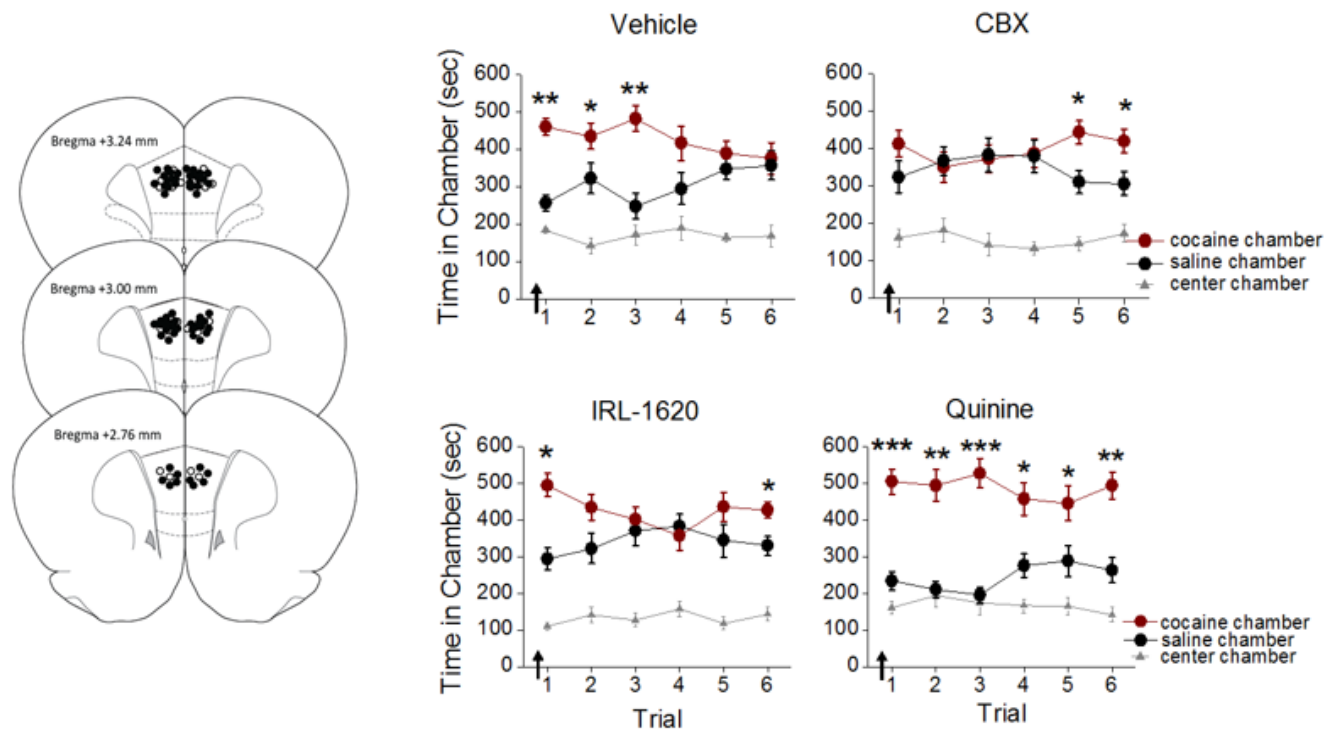 Bregma +3.24 mm
Bregma +3.00 mm
Bregma +2.76 mm
Vehicle
Time in Chamber (sec)
600
500
400
300
200
100
0
** * **
1 2 3 4 5 6
CBX
600
500
400
300
200
100
0
* *
1 2 3 4 5 6
cocaine chamber
saline chamber
center chamber
IRL-1620
Time in Chamber (sec)
600
500
400
300
200
100
0
* *
1 2 3 4 5 6
Trial
Quinine
600
500
400
300
200
100
0
*** ** *** * * **
1 2 3 4 5 6
Trial
cocaine chamber
saline chamber
center chamber